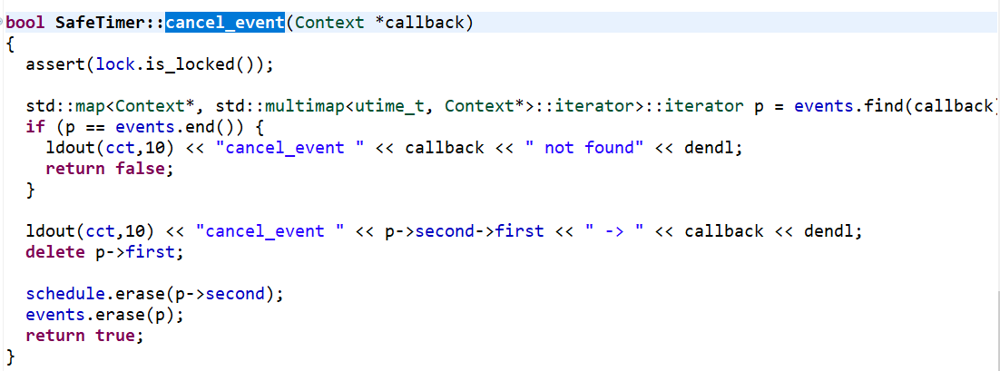 bool SafeTimer::cancel_event(Context *callback)
{
  assert(lock.is_locked());
  std::map<Context*, std::multimap<utime_t, Context*>::iterator>::iterator p = events.find(callback)
  if (p == events.end()) {
    ldout(cct,10) << "cancel_event " << callback << " not found" << dendl;
    return false;
  }
  ldout(cct,10) << "cancel_event " << p->second->first << " -> " << callback << dendl;
  delete p->first;
  schedule.erase(p->second);
  events.erase(p);
  return true;
}